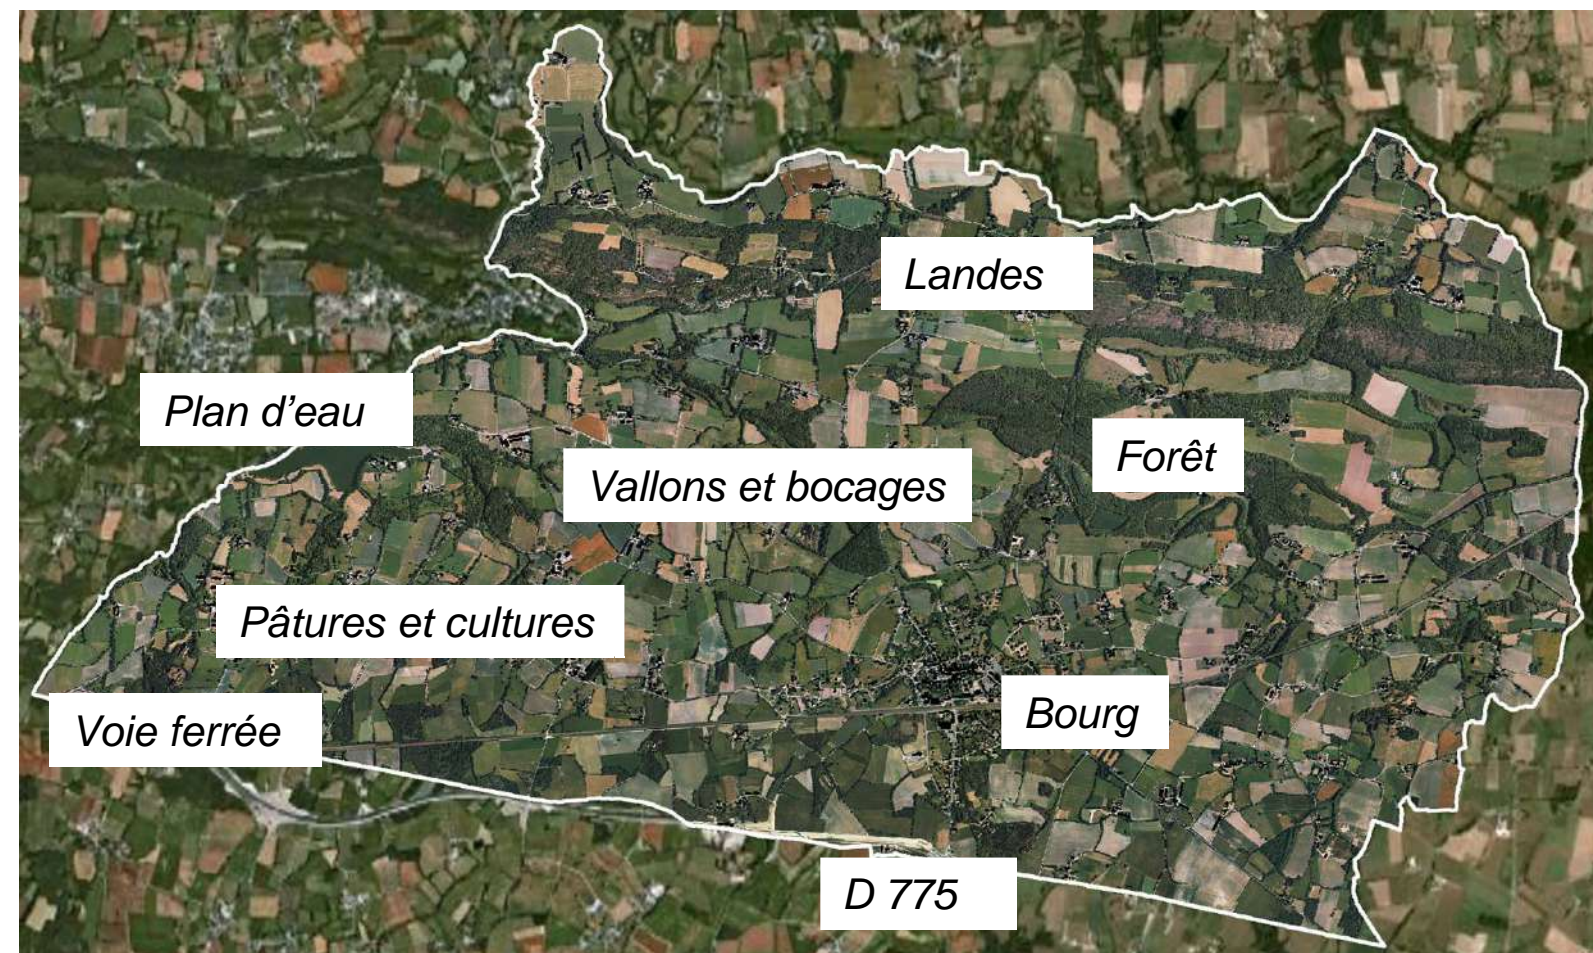 Landes
Plan d'eau
Forêt
Vallons et bocages
Pâtures et cultures
Bourg
Voie ferrée
D 775